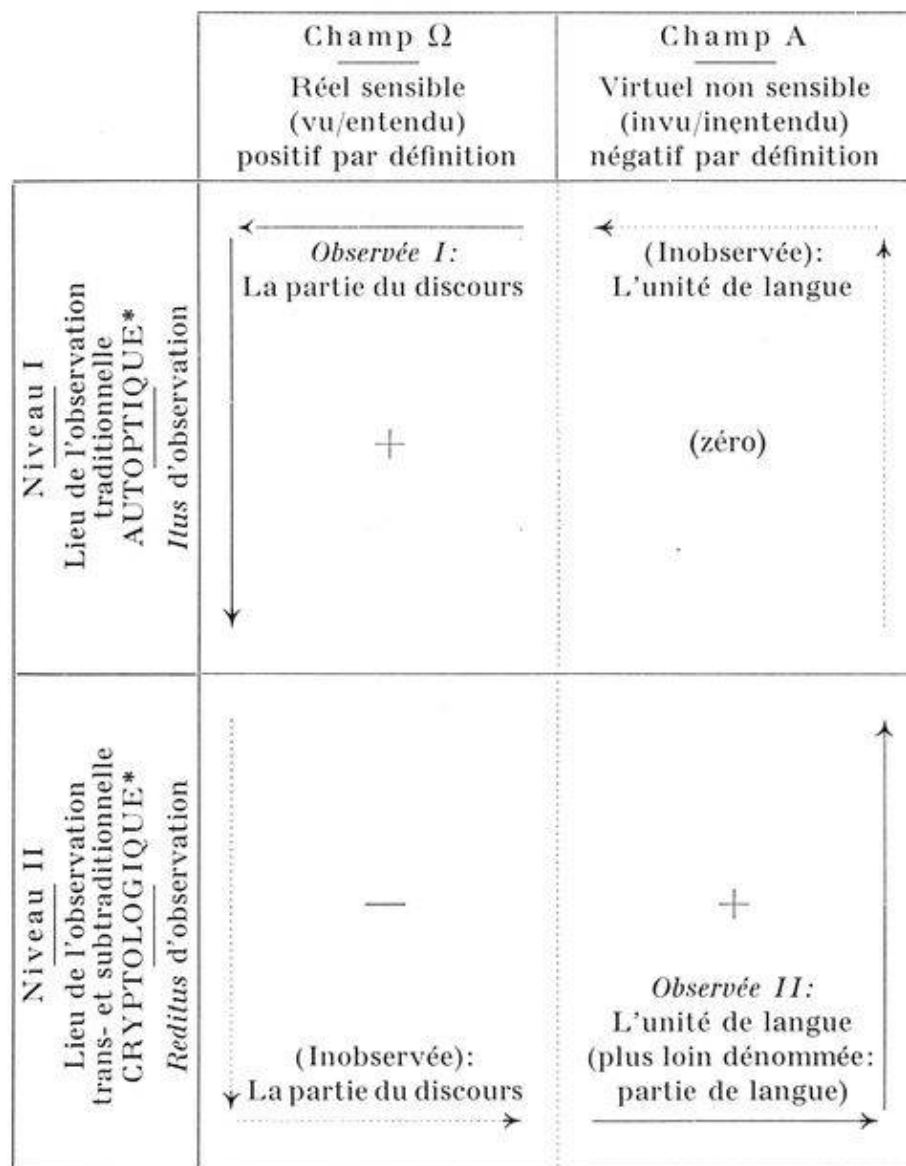 Champ Ω
Réel sensible
(vu/entendu)
positif par définition
Champ A
Virtuel non sensible
(invu/inentendu)
négatif par définition
Niveau I
Lieu de l'observation
traditionnelle
AUTOPTIQUE*
Itus d'observation
Observée I:
La partie du discours
+
(Inobservée):
L'unité de langue
(zéro)
Niveau II
Lieu de l'observation
trans- et subtraditionnelle
CRYPTOLOGIQUE*
Reditus d'observation
—
(Inobservée):
La partie du discours
+
Observée II:
L'unité de langue
(plus loin dénommée:
partie de langue)